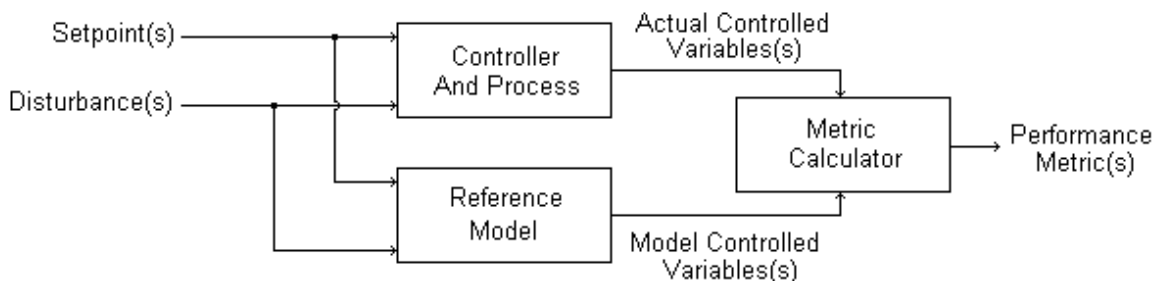 Setpoint(s)
Disturbance(s)
Controller
And Process
Reference
Model
Actual Controlled
Variables(s)
Model Controlled
Variables(s)
Metric
Calculator
Performance
Metric(s)